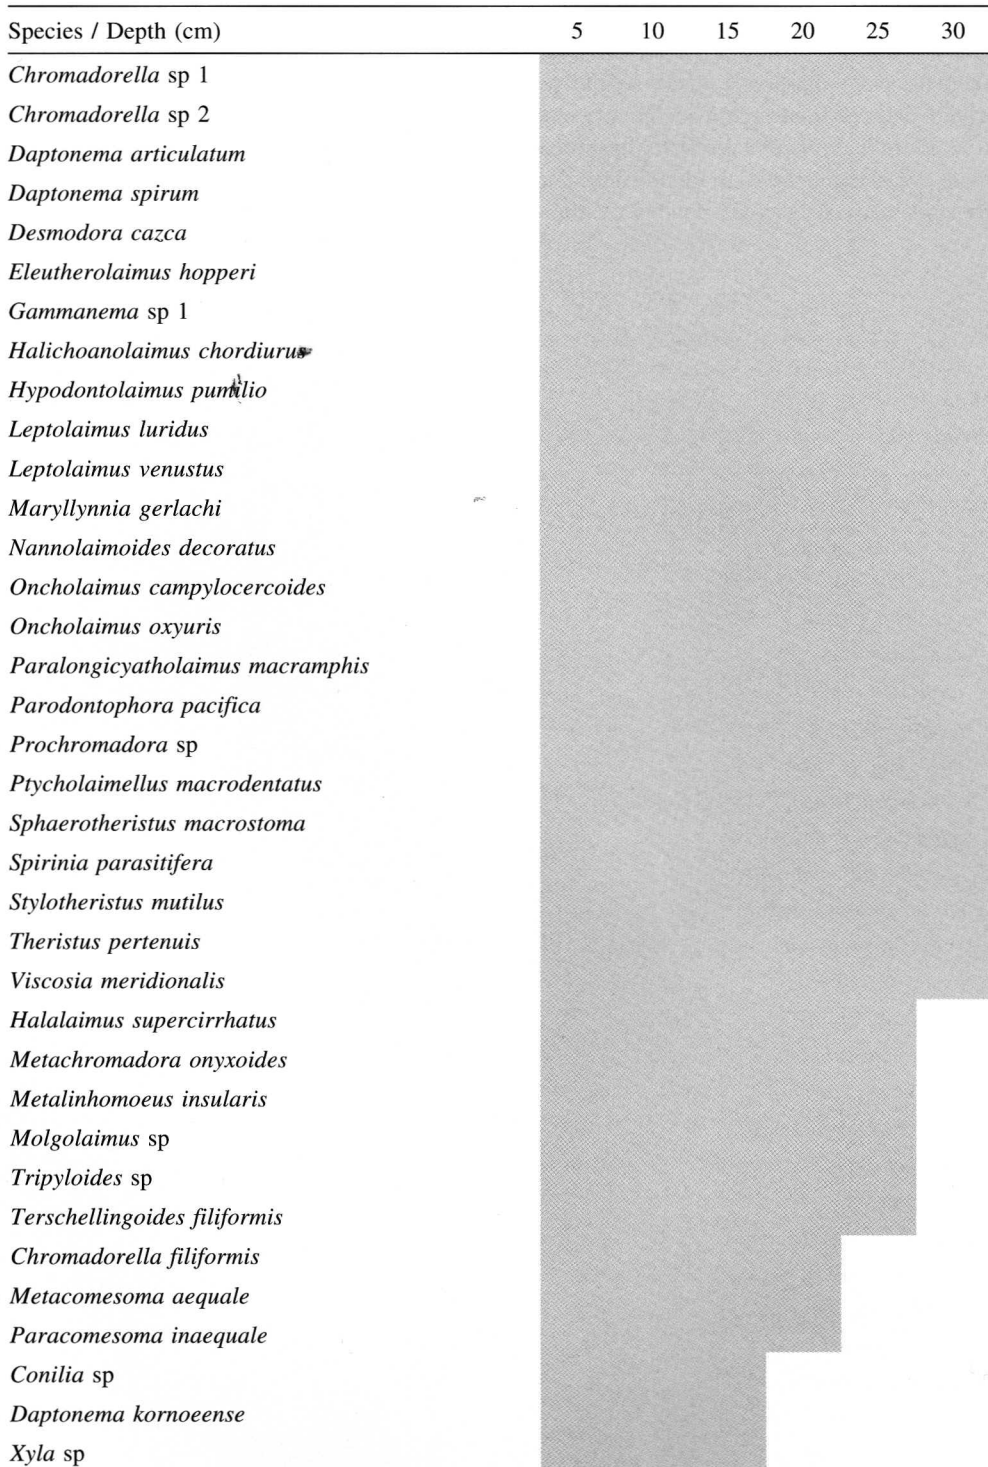 Species / Depth (cm) 5 10 15 20 25 30
Chromadorella sp 1
Chromadorella sp 2
Daptonema articulatum
Daptonema spirum
Desmodora cazca
Eleutherolaimus hopperi
Gammanema sp 1
Halichoanolaimus chordiurus
Hypodontolaimus pumilio
Leptolaimus luridus
Leptolaimus venustus
Maryllynnia gerlachi
Nannolaimoides decoratus
Oncholaimus campylocercoides
Oncholaimus oxyuris
Paralongicyatholaimus macramphis
Parodontophora pacifica
Prochromadora sp
Ptycholaimellus macrodentatus
Sphaerotheristus macrostoma
Spirinia parasitifera
Stylotheristus mutilus
Theristus pertenuis
Viscosia meridionalis
Halalaimus supercirrhatus
Metachromadora onyxoides
Metalinhomoeus insularis
Molgolaimus sp
Tripyloides sp
Terschellingoides filiformis
Chromadorella filiformis
Metacomesoma aequale
Paracomesoma inaequale
Conilia sp
Daptonema kornoeense
Xyla sp